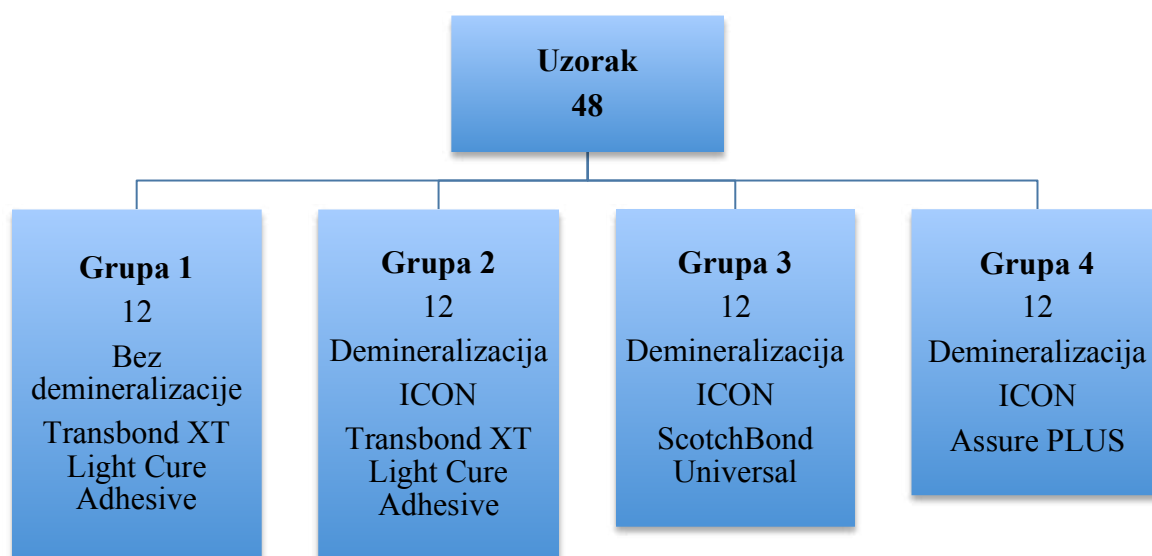 Uzorak
48
Grupa 1
12
Bez
demineralizacije
Transbond XT
Light Cure
Adhesive
Grupa 2
12
Demineralizacija
ICON
Transbond XT
Light Cure
Adhesive
Grupa 3
12
Demineralizacija
ICON
ScotchBond
Universal
Grupa 4
12
Demineralizacija
ICON
Assure PLUS